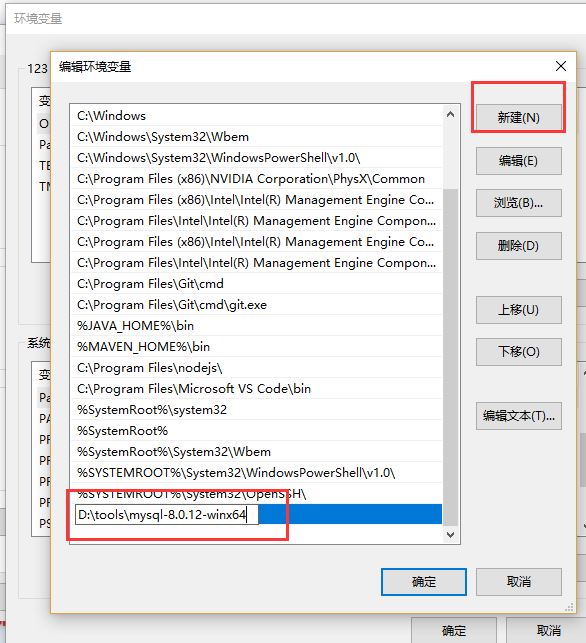 环境变量
编辑环境变量
123
变
O
Pa
TE
TM
系统
变
Pa
PA
PF
PF
PF
PF
PS
C:\Windows
C:\Windows\System32\Wbem
C:\Windows\System32\WindowsPowerShell\v1.0\
C:\Program Files (x86)\NVIDIA Corporation\PhysX\Common
C:\Program Files (x86)\Intel\Intel(R) Management Engine Co...
C:\Program Files\Intel\Intel(R) Management Engine Compon...
C:\Program Files (x86)\Intel\Intel(R) Management Engine Co...
C:\Program Files\Intel\Intel(R) Management Engine Compon...
C:\Program Files\Git\cmd
C:\Program Files\Git\cmd\git.exe
%JAVA_HOME%\bin
%MAVEN_HOME%\bin
C:\Program Files\nodejs\
C:\Program Files\Microsoft VS Code\bin
%SystemRoot%\system32
%SystemRoot%
%SystemRoot%\System32\Wbem
%SYSTEMROOT%\System32\WindowsPowerShell\v1.0\
%SYSTEMROOT%\System32\OpenSSH\
D:\tools\mysql-8.0.12-winx64
新建(N)
编辑(E)
浏览(B)...
删除(D)
上移(U)
下移(O)
编辑文本(T)...
确定
取消
确定
取消